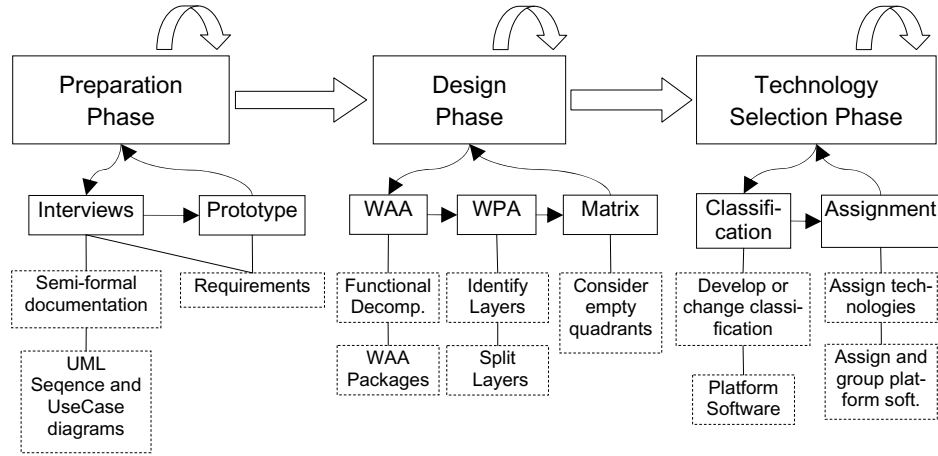 Preparation
Phase
Design
Phase
Technology
Selection Phase
Interviews
Prototype
WAA
WPA
Matrix
Classifi-
cation
Assignment
Semi-formal
documentation
Requirements
Functional
Decomp.
Identify
Layers
Consider
empty
quadrants
Develop or
change classi-
fication
Assign tech-
nologies
UML
Seqence and
UseCase
diagrams
WAA
Packages
Split
Layers
Platform
Software
Assign and
group plat-
form soft.